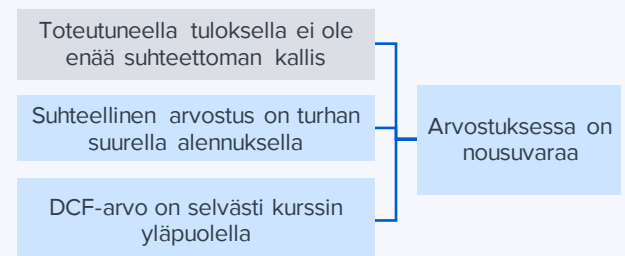 Toteutuneella tuloksella ei ole
enää suhteettoman kallis
Suhteellinen arvostus on turhan
suurella alennuksella
DCF-arvo on selvästi kurssin
yläpuolella
Arvostuksessa on
nousuvaraa